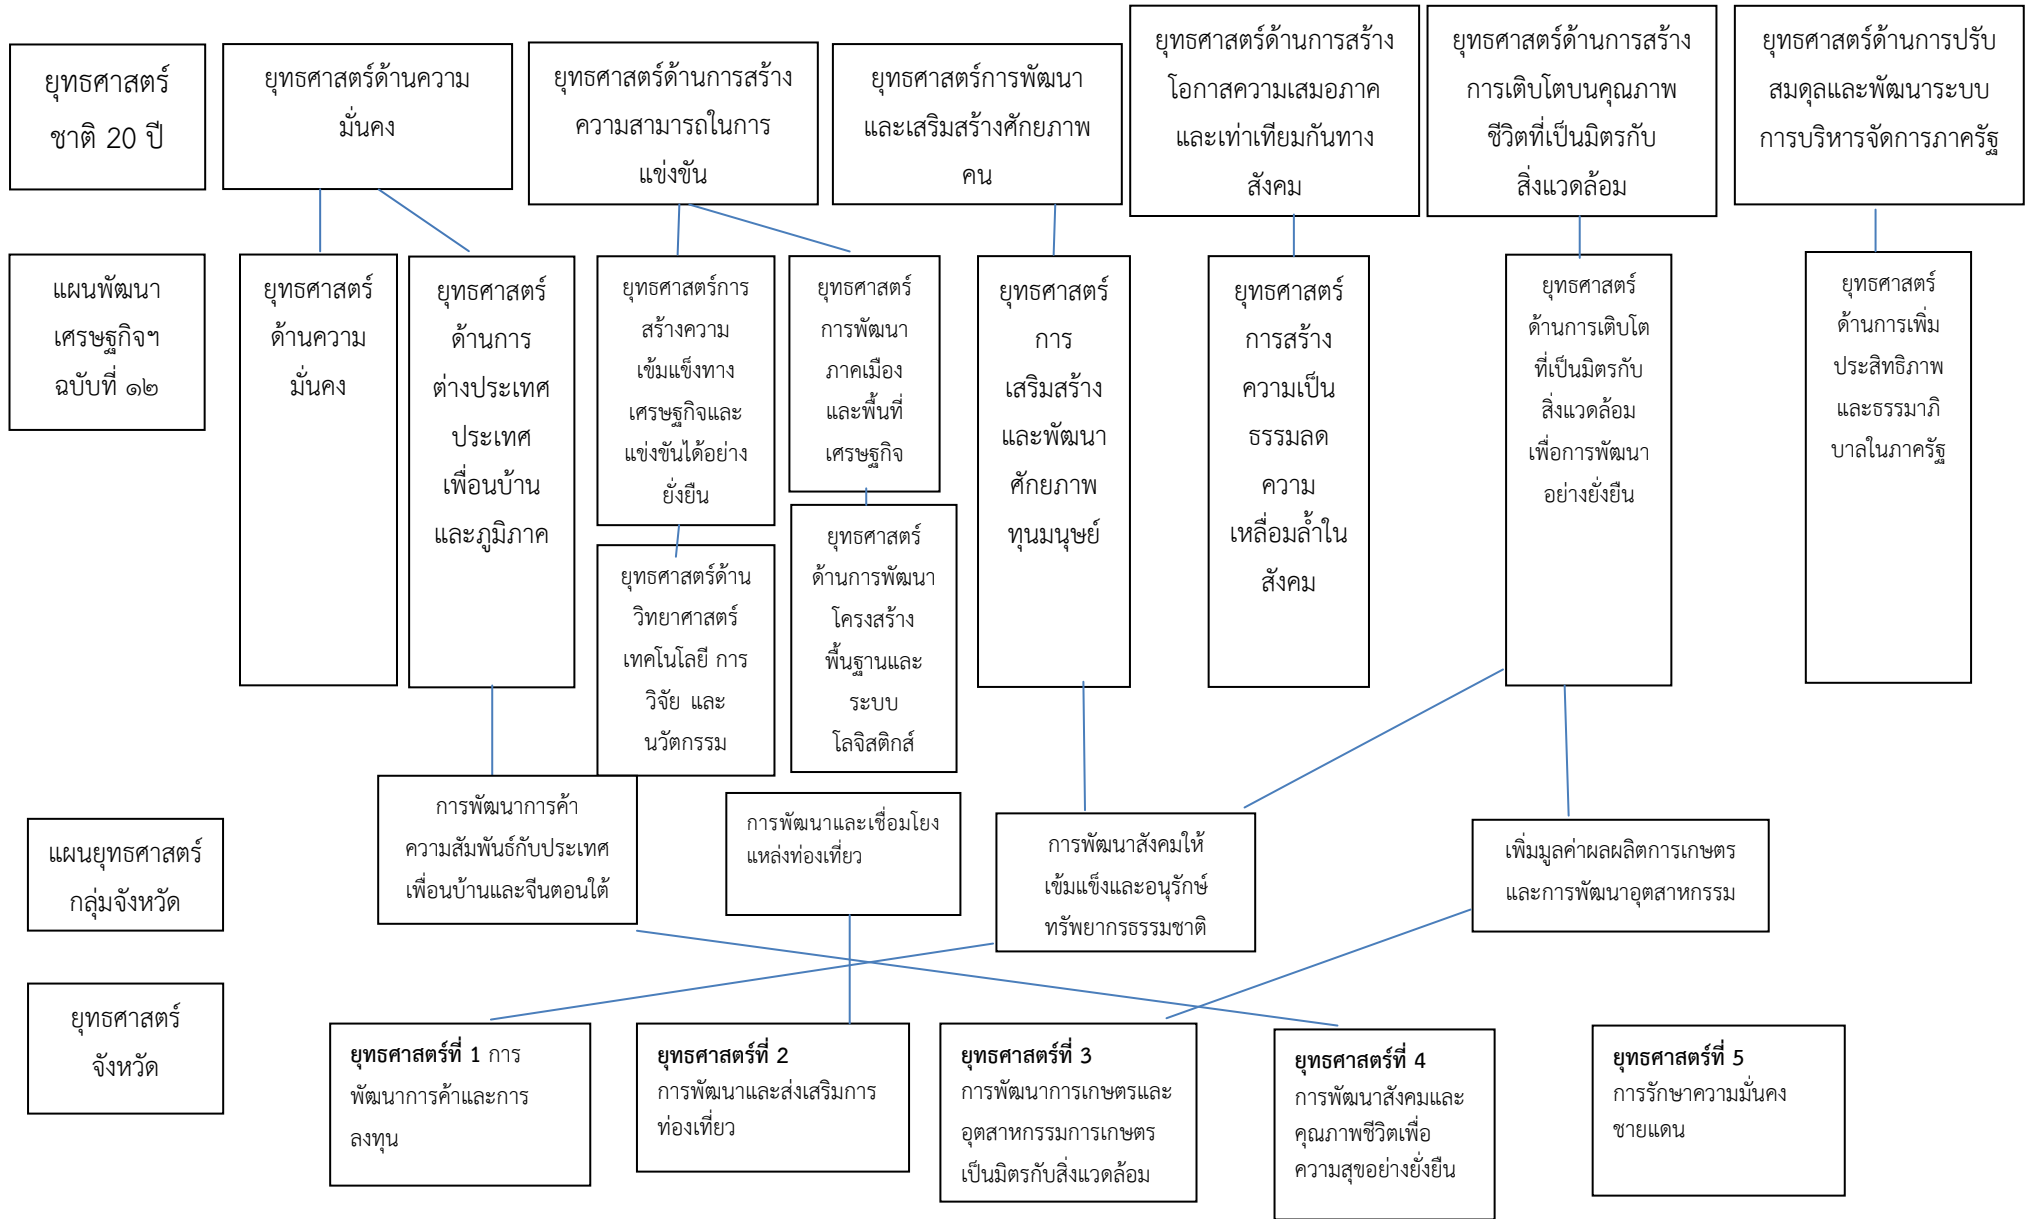 ยุทธศาสตร์
ชาติ 20 ปี
ยุทธศาสตร์ด้านความ
มั่นคง
ยุทธศาสตร์ด้านการสร้าง
ความสามารถในการ
แข่งขัน
ยุทธศาสตร์การพัฒนา
และเสริมสร้างศักยภาพ
คน
ยุทธศาสตร์ด้านการสร้าง
โอกาสความเสมอภาค
และเท่าเทียมกันทาง
สังคม
ยุทธศาสตร์ด้านการสร้าง
การเติบโตบนคุณภาพ
ชีวิตที่เป็นมิตรกับ
สิ่งแวดล้อม
ยุทธศาสตร์ด้านการปรับ
สมดุลและพัฒนาระบบ
การบริหารจัดการภาครัฐ
แผนพัฒนา
เศรษฐกิจฯ
ฉบับที่ ๑๒
ยุทธศาสตร์
ด้านความ
มั่นคง
ยุทธศาสตร์
ด้านการ
ต่างประเทศ
ประเทศ
เพื่อนบ้าน
และภูมิภาค
ยุทธศาสตร์การ
สร้างความ
เข้มแข็งทาง
เศรษฐกิจและ
แข่งขันได้อย่าง
ยั่งยืน
ยุทธศาสตร์
การพัฒนา
ภาคเมือง
และพื้นที่
เศรษฐกิจ
ยุทธศาสตร์
การ
เสริมสร้าง
และพัฒนา
ศักยภาพ
ทุนมนุษย์
ยุทธศาสตร์
การสร้าง
ความเป็น
ธรรมลด
ความ
เหลื่อมล้ำใน
สังคม
ยุทธศาสตร์
ด้านการเติบโต
ที่เป็นมิตรกับ
สิ่งแวดล้อม
เพื่อการพัฒนา
อย่างยั่งยืน
ยุทธศาสตร์
ด้านการเพิ่ม
ประสิทธิภาพ
และธรรมาภิ
บาลในภาครัฐ
ยุทธศาสตร์ด้าน
วิทยาศาสตร์
เทคโนโลยี การ
วิจัย และ
นวัตกรรม
ยุทธศาสตร์
ด้านการพัฒนา
โครงสร้าง
พื้นฐานและ
ระบบ
โลจิสติกส์
แผนยุทธศาสตร์
กลุ่มจังหวัด
การพัฒนาการค้า
ความสัมพันธ์กับประเทศ
เพื่อนบ้านและจีนตอนใต้
การพัฒนาและเชื่อมโยง
แหล่งท่องเที่ยว
การพัฒนาสังคมให้
เข้มแข็งและอนุรักษ์
ทรัพยากรธรรมชาติ
เพิ่มมูลค่าผลผลิตการเกษตร
และการพัฒนาอุตสาหกรรม
ยุทธศาสตร์
จังหวัด
ยุทธศาสตร์ที่ 1 การ
พัฒนาการค้าและการ
ลงทุน
ยุทธศาสตร์ที่ 2
การพัฒนาและส่งเสริมการ
ท่องเที่ยว
ยุทธศาสตร์ที่ 3
การพัฒนาการเกษตรและ
อุตสาหกรรมการเกษตร
เป็นมิตรกับสิ่งแวดล้อม
ยุทธศาสตร์ที่ 4
การพัฒนาสังคมและ
คุณภาพชีวิตเพื่อ
ความสุขอย่างยั่งยืน
ยุทธศาสตร์ที่ 5
การรักษาความมั่นคง
ชายแดน